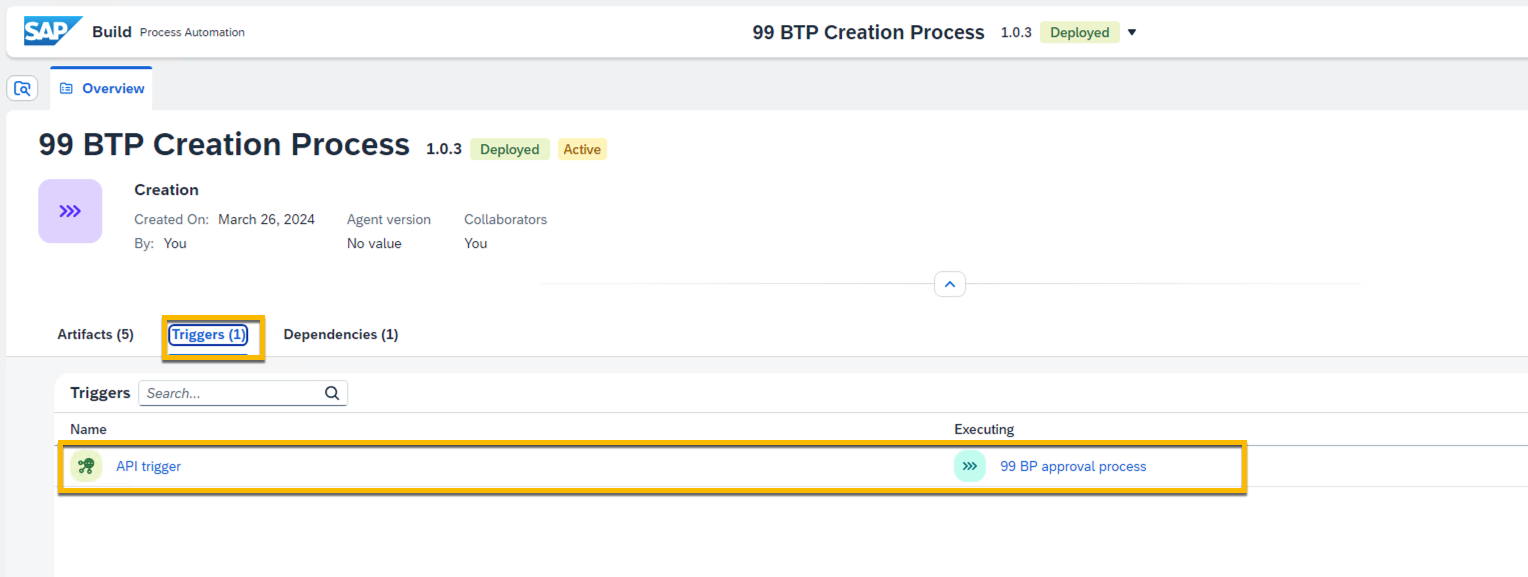 SAP Build Process Automation 99 BTP Creation Process 1.0.3 Deployed
Overview
99 BTP Creation Process 1.0.3 Deployed Active
Creation
Created On: March 26, 2024 Agent version Collaborators
By: You No value You
Artifacts (5) Triggers (1) Dependencies (1)
Triggers Search...
Name Executing
API trigger 99 BP approval process